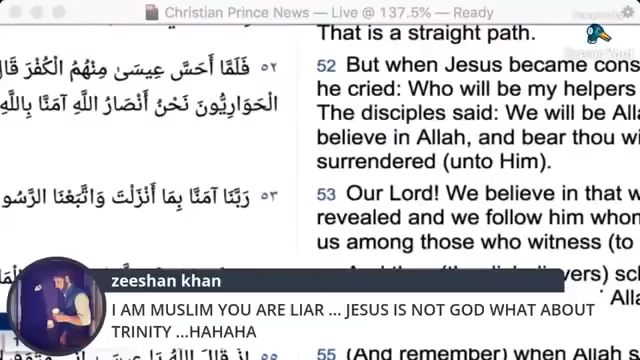 Christian Prince News — Live @ 137.5% — Ready
That is a straight path.
٥٢ فَلَمَّا أَحَسَّ عِيسَىٰ مِنْهُمُ الْكُفْرَ
الْحَوَارِيُّونَ نَحْنُ أَنْصَارُ اللَّهِ آمَنَّا بِاللَّهِ
52 But when Jesus became cons
he cried: Who will be my helpers
The disciples said: We will be Alla
believe in Allah, and bear thou wi
surrendered (unto Him).
٥٣ رَبَّنَا آمَنَّا بِمَا أَنْزَلْتَ وَاتَّبَعْنَا الرَّسُو
53 Our Lord! We believe in that w
revealed and we follow him whom
us among those who witness (to
zeeshan khan
I AM MUSLIM YOU ARE LIAR ... JESUS IS NOT GOD WHAT ABOUT
TRINITY ...HAHAHA
55 (And remember) when Allah s